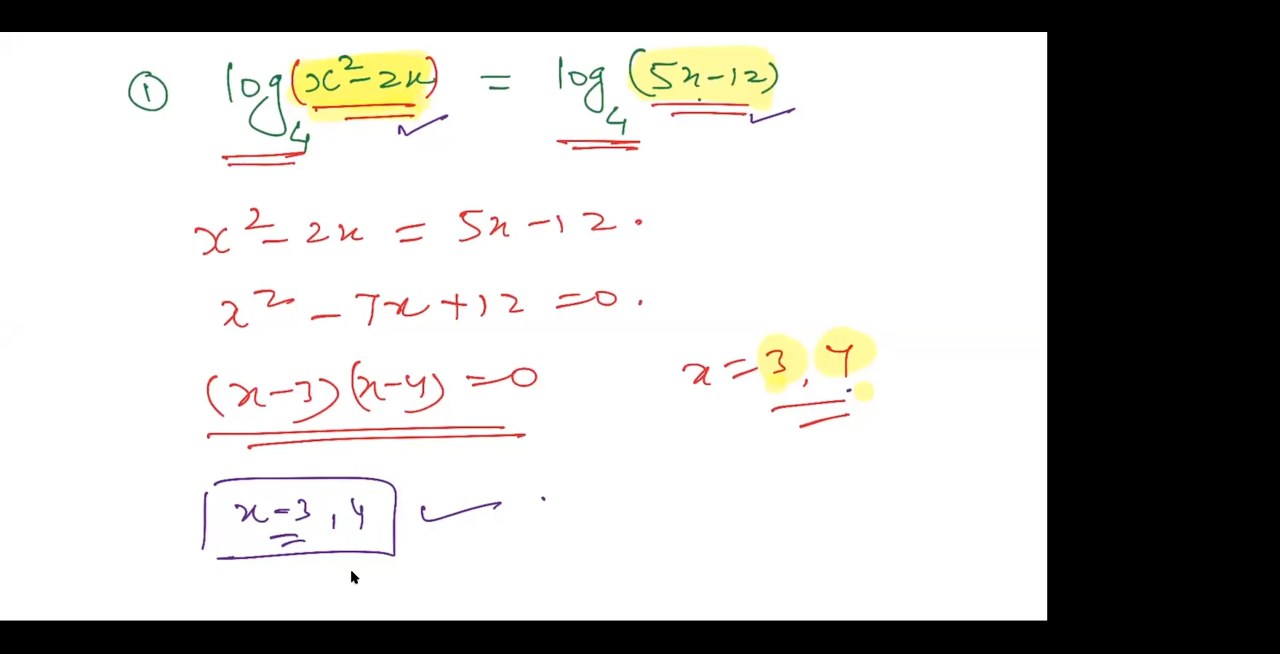 ① log₄(x²-2x) = log₄(5x-12)
x²-2x = 5x-12.
x²-7x+12=0.
(x-3)(x-4)=0
x=3,4
x=3,4